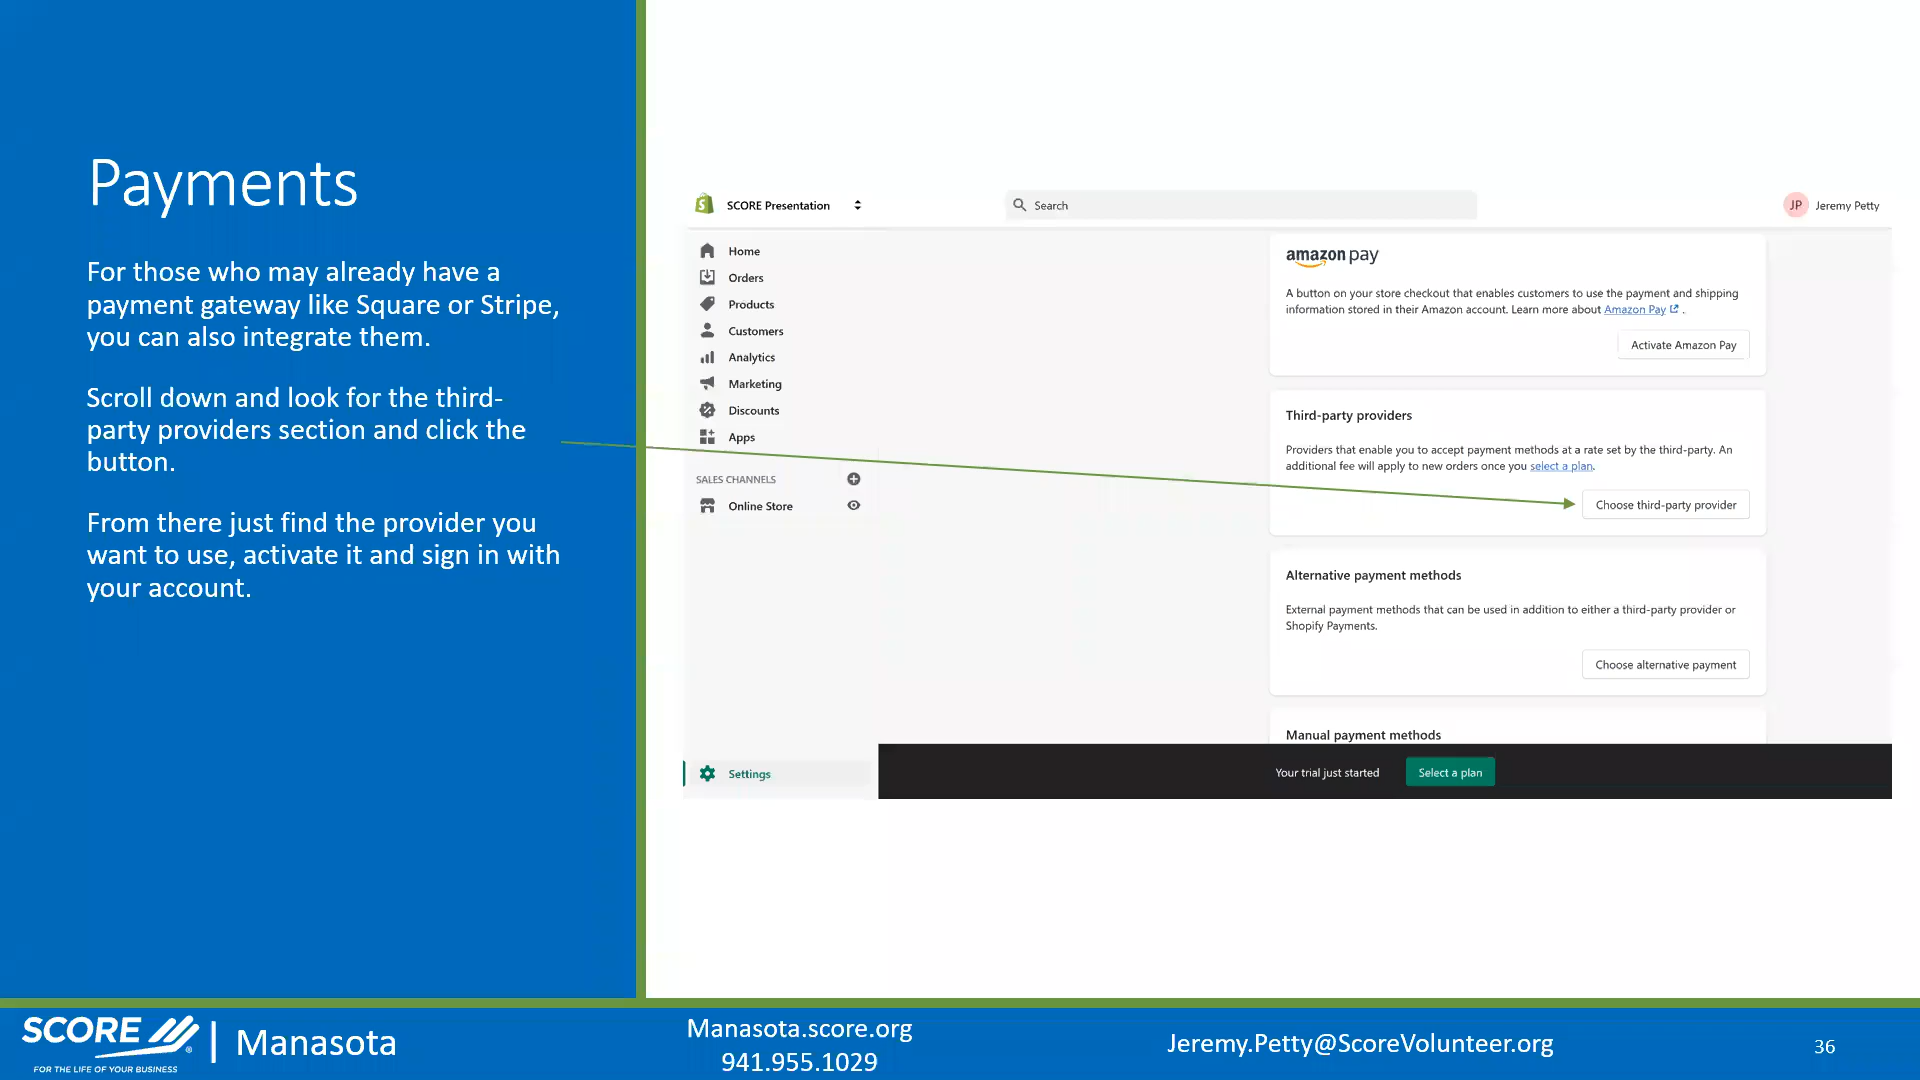 Payments
For those who may already have a
payment gateway like Square or Stripe,
you can also integrate them.
Scroll down and look for the third-
party providers section and click the
button.
From there just find the provider you
want to use, activate it and sign in with
your account.
SCORE Presentation
Search
JP Jeremy Petty
Home
Orders
Products
Customers
Analytics
Marketing
Discounts
Apps
SALES CHANNELS
Online Store
Settings
amazon pay
A button on your store checkout that enables customers to use the payment and shipping
information stored in their Amazon account. Learn more about Amazon Pay .
Activate Amazon Pay
Third-party providers
Providers that enable you to accept payment methods at a rate set by the third-party. An
additional fee will apply to new orders once you select a plan.
Choose third-party provider
Alternative payment methods
External payment methods that can be used in addition to either a third-party provider or
Shopify Payments.
Choose alternative payment
Manual payment methods
Your trial just started
Select a plan
SCORE ® | Manasota
FOR THE LIFE OF YOUR BUSINESS
Manasota.score.org
941.955.1029
Jeremy.Petty@ScoreVolunteer.org
36